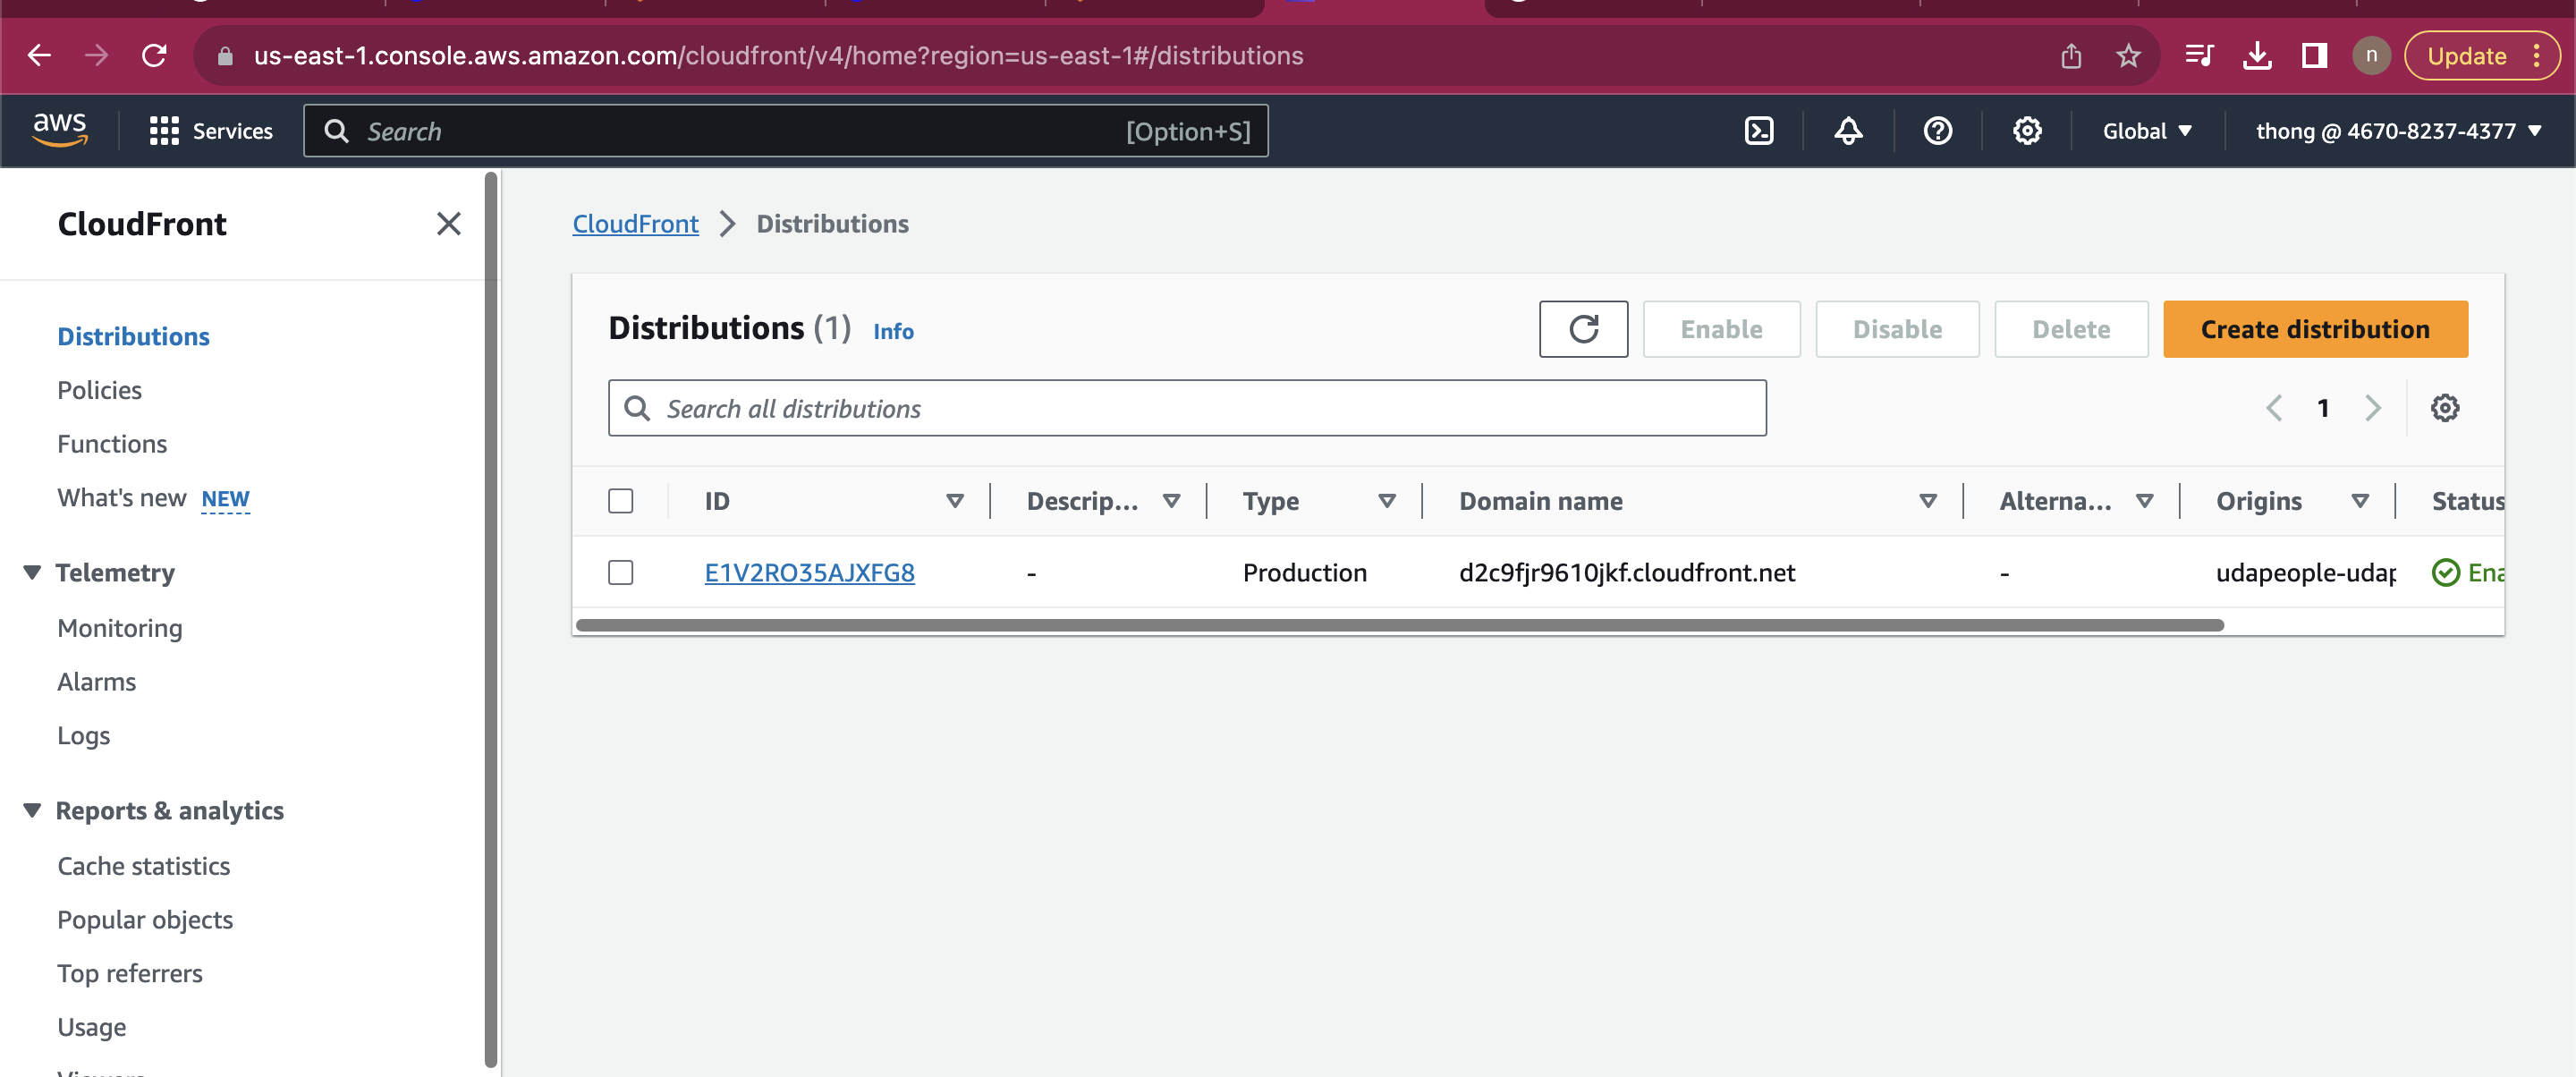 us-east-1.console.aws.amazon.com/cloudfront/v4/home?region=us-east-1#/distributions
n
Update
aws
Services
Search
[Option+S]
Global
thong @ 4670-8237-4377
CloudFront
Distributions
Policies
Functions
What's new NEW
Telemetry
Monitoring
Alarms
Logs
Reports & analytics
Cache statistics
Popular objects
Top referrers
Usage
CloudFront > Distributions
Distributions (1) Info
Enable
Disable
Delete
Create distribution
Search all distributions
1
ID Descrip... Type Domain name Alterna... Origins Status
E1V2RO35AJXFG8 - Production d2c9fjr9610jkf.cloudfront.net - udapeople-udap Ena